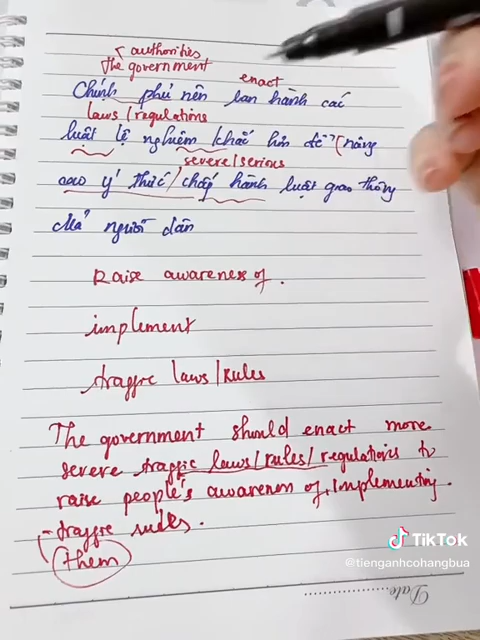 authorities
The government
enact
Chính phủ nên ban hành các
laws/regulations
luật lệ nghiêm khắc hơn để (nâng
severe/serious
cao ý thức/chấp hành luật giao thông
của người dân
Raise awareness of.
implement
traffic laws/Rules
The government should enact more
severe traffic laws/rules/regulations to
raise people's awareness of implementing.
traffic rules.
them
TikTok
@tienganhcohangbua
Date